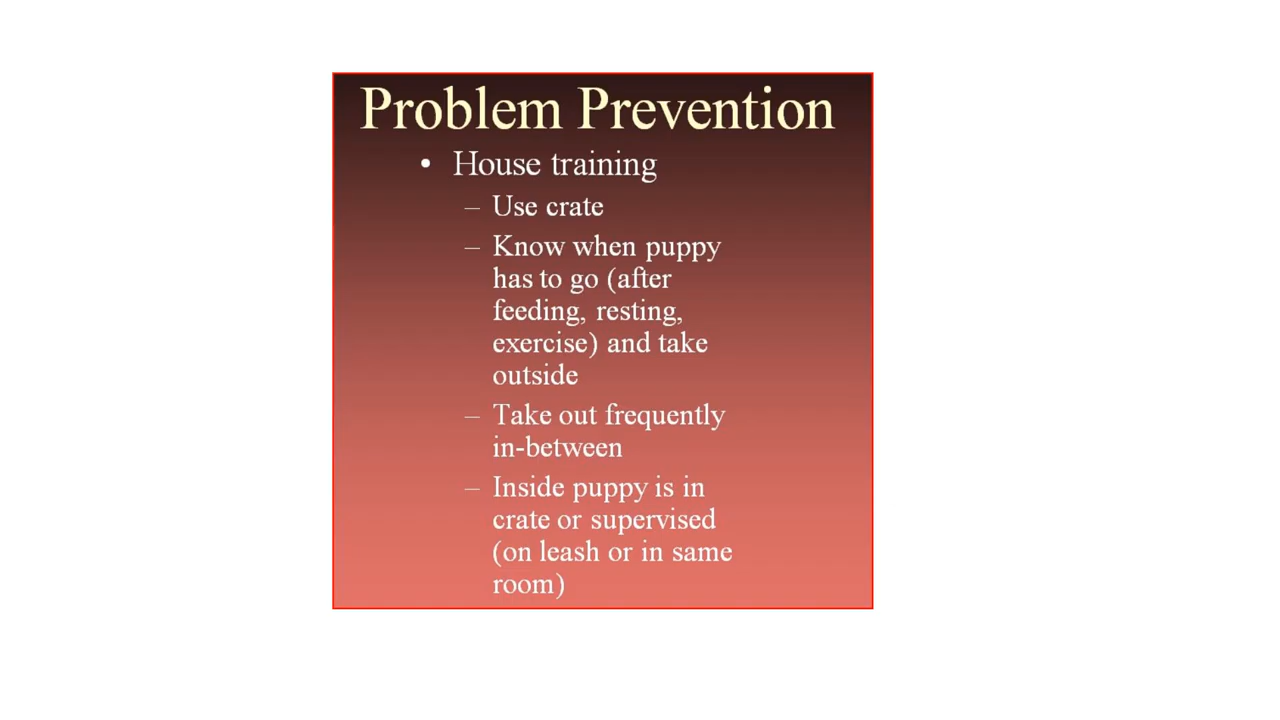 Problem Prevention
• House training
– Use crate
– Know when puppy
has to go (after
feeding, resting,
exercise) and take
outside
– Take out frequently
in-between
– Inside puppy is in
crate or supervised
(on leash or in same
room)